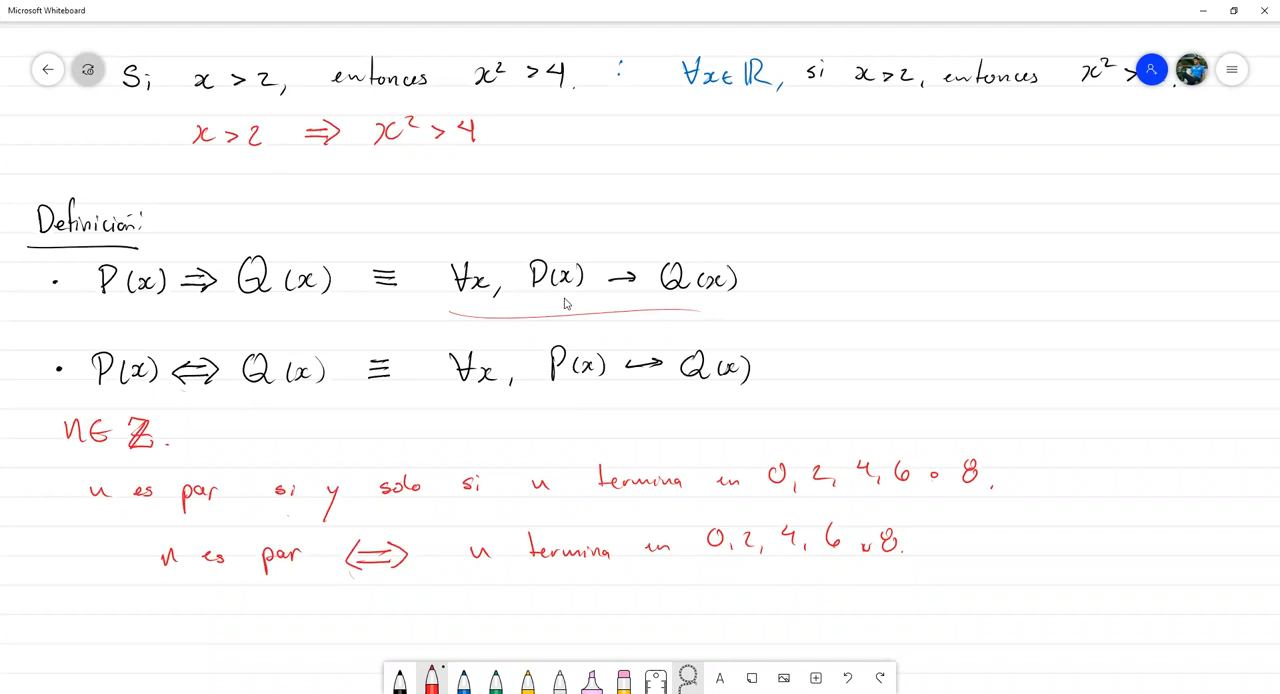 Microsoft Whiteboard
Si x > 2, entonces x² > 4. : ∀x ∈ ℝ, si x > 2, entonces x² > .
x > 2 ⇒ x² > 4
Definición:
· P(x) ⇒ Q(x) ≡ ∀x, P(x) → Q(x)
· P(x) ⇔ Q(x) ≡ ∀x, P(x) ↔ Q(x)
n ∈ ℤ.
n es par si y solo si n termina en 0, 2, 4, 6 o 8.
n es par ⇔ n termina en 0, 2, 4, 6 u 8.
A